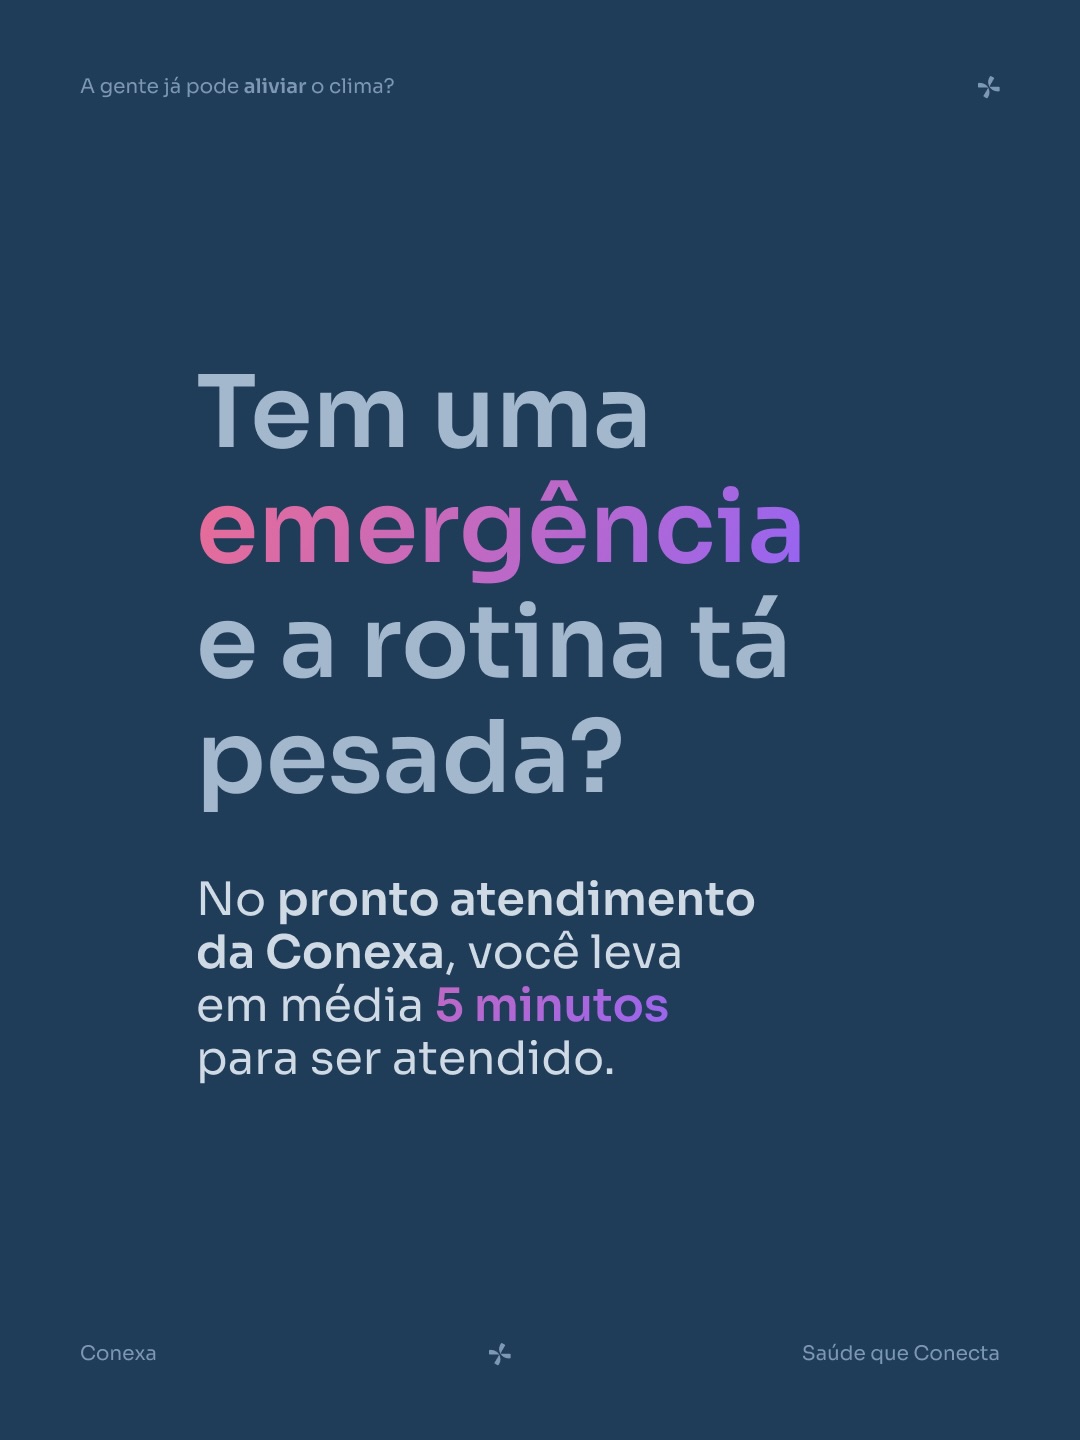 A gente já pode aliviar o clima?
Tem uma
emergência
e a rotina tá
pesada?
No pronto atendimento
da Conexa, você leva
em média 5 minutos
para ser atendido.
Conexa
Saúde que Conecta